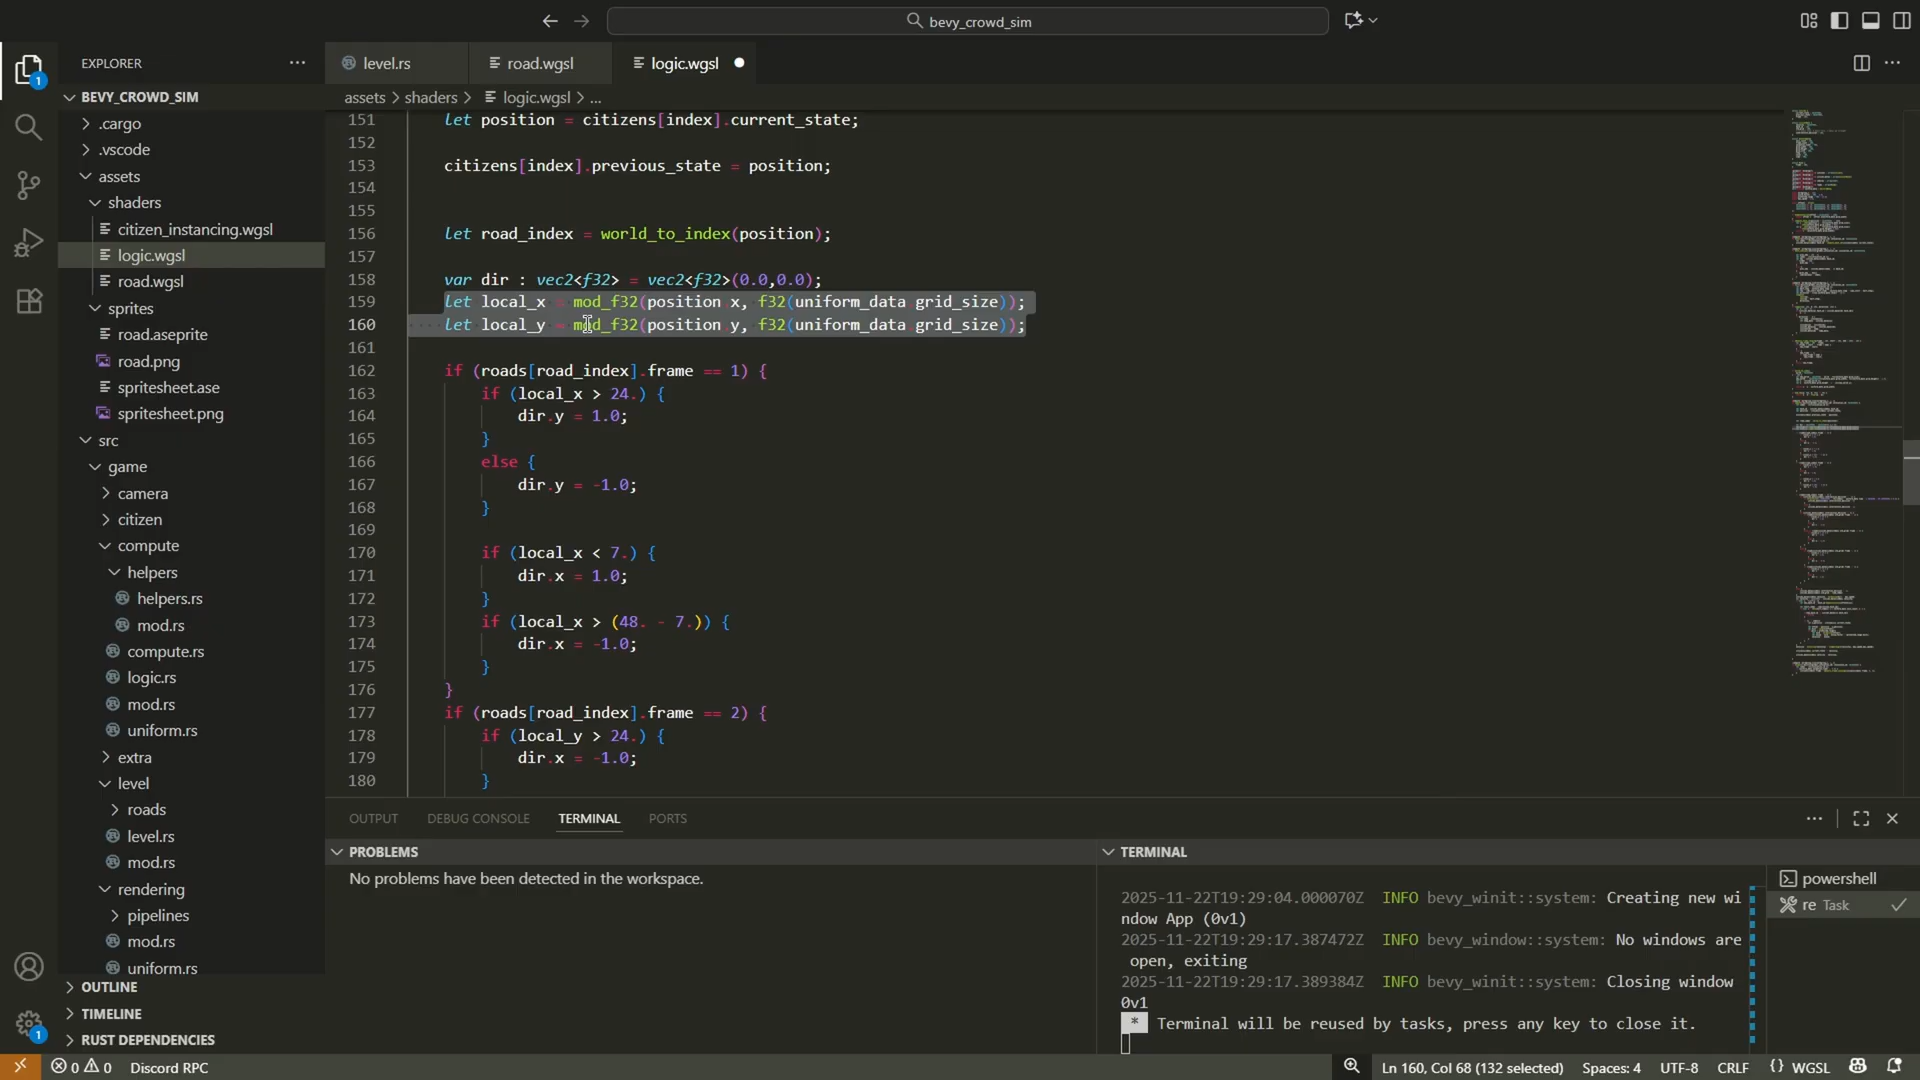 bevy_crowd_sim
EXPLORER
level.rs
road.wgsl
logic.wgsl
BEVY_CROWD_SIM
assets > shaders > logic.wgsl > ...
.cargo
.vscode
assets
shaders
citizen_instancing.wgsl
logic.wgsl
road.wgsl
sprites
road.aseprite
road.png
spritesheet.ase
spritesheet.png
src
game
camera
citizen
compute
helpers
helpers.rs
mod.rs
compute.rs
logic.rs
mod.rs
uniform.rs
extra
level
roads
level.rs
mod.rs
rendering
pipelines
mod.rs
uniform.rs
OUTLINE
TIMELINE
RUST DEPENDENCIES
151 let position = citizens[index].current_state;
152
153 citizens[index].previous_state = position;
154
155
156 let road_index = world_to_index(position);
157
158 var dir : vec2<f32> = vec2<f32>(0.0,0.0);
159 let local_x = mod_f32(position.x, f32(uniform_data.grid_size));
160 let local_y = mod_f32(position.y, f32(uniform_data.grid_size));
161
162 if (roads[road_index].frame == 1) {
163 if (local_x > 24.) {
164 dir.y = 1.0;
165 }
166 else {
167 dir.y = -1.0;
168 }
169
170 if (local_x < 7.) {
171 dir.x = 1.0;
172 }
173 if (local_x > (48. - 7.)) {
174 dir.x = -1.0;
175 }
176 }
177 if (roads[road_index].frame == 2) {
178 if (local_y > 24.) {
179 dir.x = -1.0;
180 }
OUTPUT
DEBUG CONSOLE
TERMINAL
PORTS
PROBLEMS
No problems have been detected in the workspace.
TERMINAL
2025-11-22T19:29:04.000070Z INFO bevy_winit::system: Creating new wi
ndow App (0v1)
2025-11-22T19:29:17.387472Z INFO bevy_window::system: No windows are
open, exiting
2025-11-22T19:29:17.389384Z INFO bevy_winit::system: Closing window
0v1
* Terminal will be reused by tasks, press any key to close it.
powershell
re Task
1
1
0 0
Discord RPC
Ln 160, Col 68 (132 selected)
Spaces: 4
UTF-8
CRLF
{} WGSL